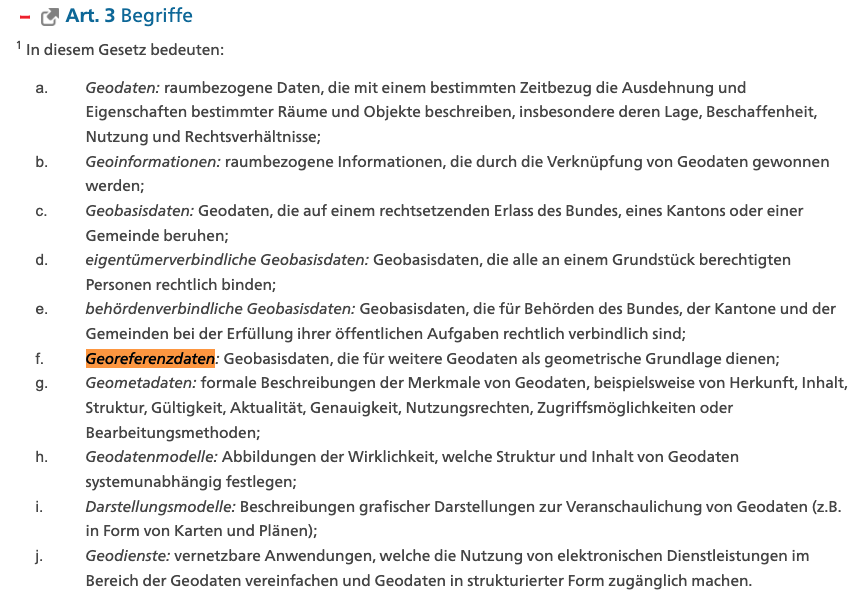 Art. 3 Begriffe
1 In diesem Gesetz bedeuten:
a. Geodaten: raumbezogene Daten, die mit einem bestimmten Zeitbezug die Ausdehnung und
Eigenschaften bestimmter Räume und Objekte beschreiben, insbesondere deren Lage, Beschaffenheit,
Nutzung und Rechtsverhältnisse;
b. Geoinformationen: raumbezogene Informationen, die durch die Verknüpfung von Geodaten gewonnen
werden;
c. Geobasisdaten: Geodaten, die auf einem rechtsetzenden Erlass des Bundes, eines Kantons oder einer
Gemeinde beruhen;
d. eigentümerverbindliche Geobasisdaten: Geobasisdaten, die alle an einem Grundstück berechtigten
Personen rechtlich binden;
e. behördenverbindliche Geobasisdaten: Geobasisdaten, die für Behörden des Bundes, der Kantone und der
Gemeinden bei der Erfüllung ihrer öffentlichen Aufgaben rechtlich verbindlich sind;
f. Georeferenzdaten: Geobasisdaten, die für weitere Geodaten als geometrische Grundlage dienen;
g. Geometadaten: formale Beschreibungen der Merkmale von Geodaten, beispielsweise von Herkunft, Inhalt,
Struktur, Gültigkeit, Aktualität, Genauigkeit, Nutzungsrechten, Zugriffsmöglichkeiten oder
Bearbeitungsmethoden;
h. Geodatenmodelle: Abbildungen der Wirklichkeit, welche Struktur und Inhalt von Geodaten
systemunabhängig festlegen;
i. Darstellungsmodelle: Beschreibungen grafischer Darstellungen zur Veranschaulichung von Geodaten (z.B.
in Form von Karten und Plänen);
j. Geodienste: vernetzbare Anwendungen, welche die Nutzung von elektronischen Dienstleistungen im
Bereich der Geodaten vereinfachen und Geodaten in strukturierter Form zugänglich machen.